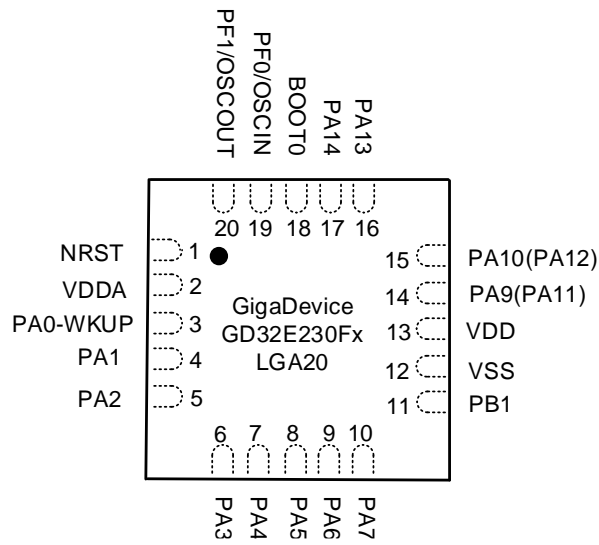 PF1/OSCOUT
PF0/OSCIN
BOOT0
PA14
PA13
20
19
18
17
16
NRST
1
VDDA
2
PA0-WKUP
3
PA1
4
PA2
5
GigaDevice
GD32E230Fx
LGA20
15
PA10(PA12)
14
PA9(PA11)
13
VDD
12
VSS
11
PB1
6
7
8
9
10
PA3
PA4
PA5
PA6
PA7